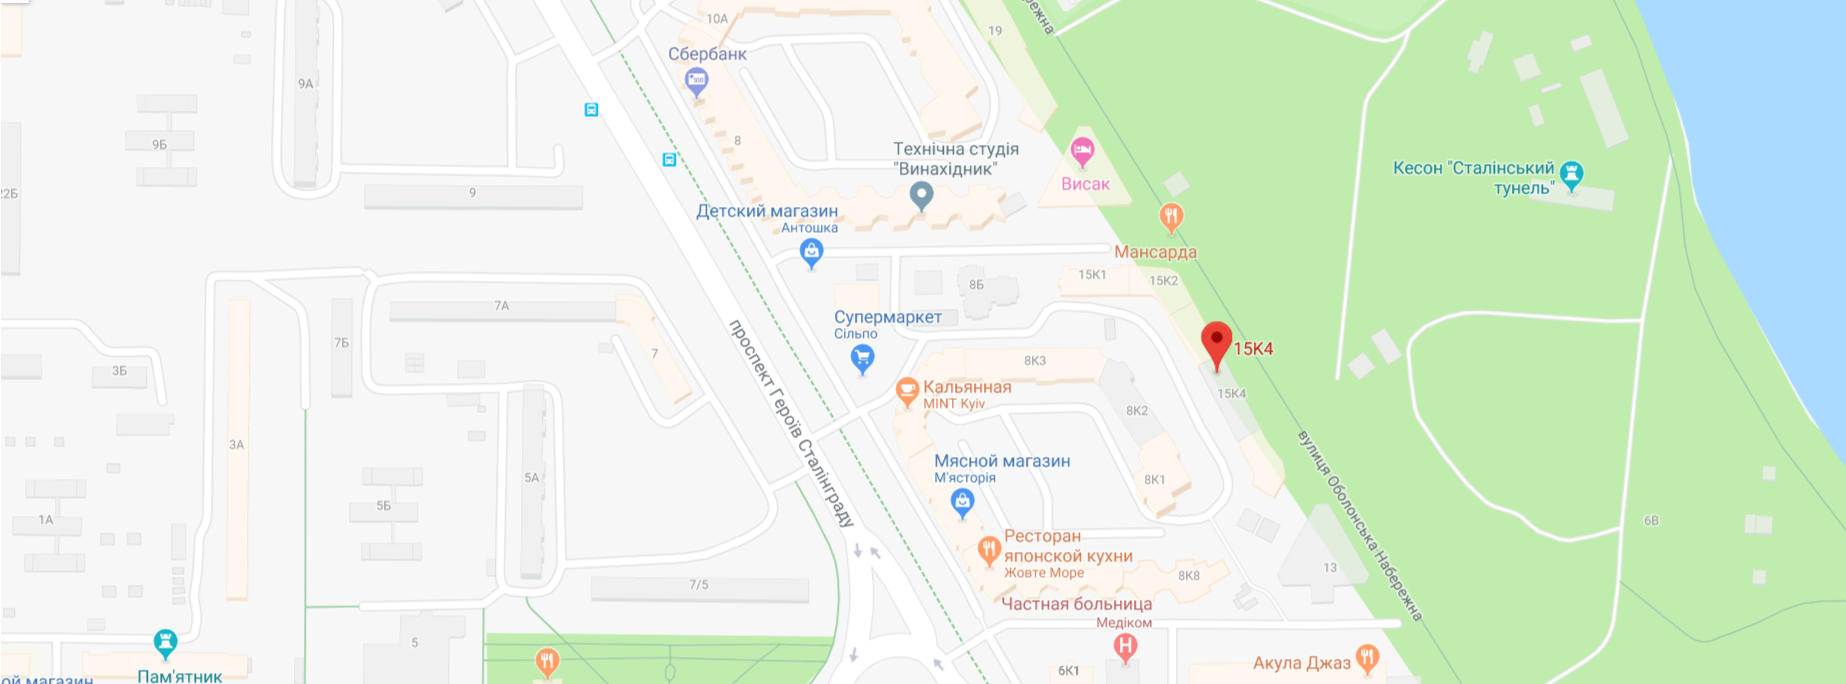 10А
19
ережна
Сбербанк
9А
9Б
8
Технічна студія
"Винахідник"
Висак
Кесон "Сталінський
тунель"
22Б
9
Детский магазин
Антошка
Мансарда
15К1
15К2
8Б
7А
Супермаркет
Сільпо
7Б
7
15К4
8К3
3Б
Кальянная
MINT Kyiv
15К4
8К2
проспект Героїв Сталінграду
3А
Мясной магазин
М'ясторія
вулиця Оболонська Набережна
5А
8К1
5Б
1А
6В
Ресторан
японской кухни
Жовте Море
8К8
13
7/5
Частная больница
Медіком
5
6К1
Акула Джаз
Пам'ятник
ой магазин